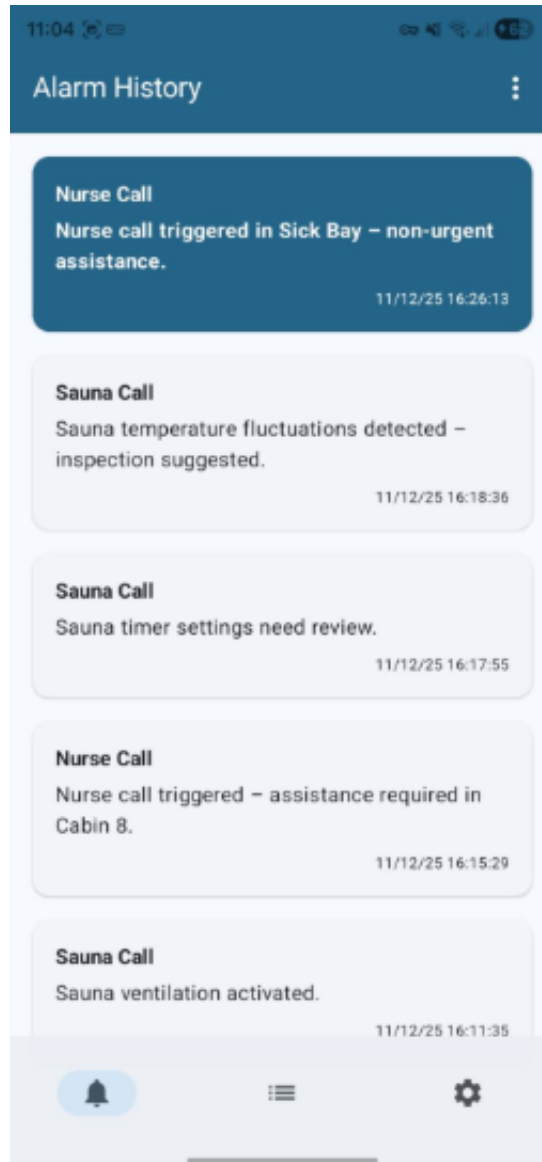 11:04
62
Alarm History
Nurse Call
Nurse call triggered in Sick Bay – non-urgent
assistance.
11/12/25 16:26:13
Sauna Call
Sauna temperature fluctuations detected –
inspection suggested.
11/12/25 16:18:36
Sauna Call
Sauna timer settings need review.
11/12/25 16:17:55
Nurse Call
Nurse call triggered – assistance required in
Cabin 8.
11/12/25 16:15:29
Sauna Call
Sauna ventilation activated.
11/12/25 16:11:35